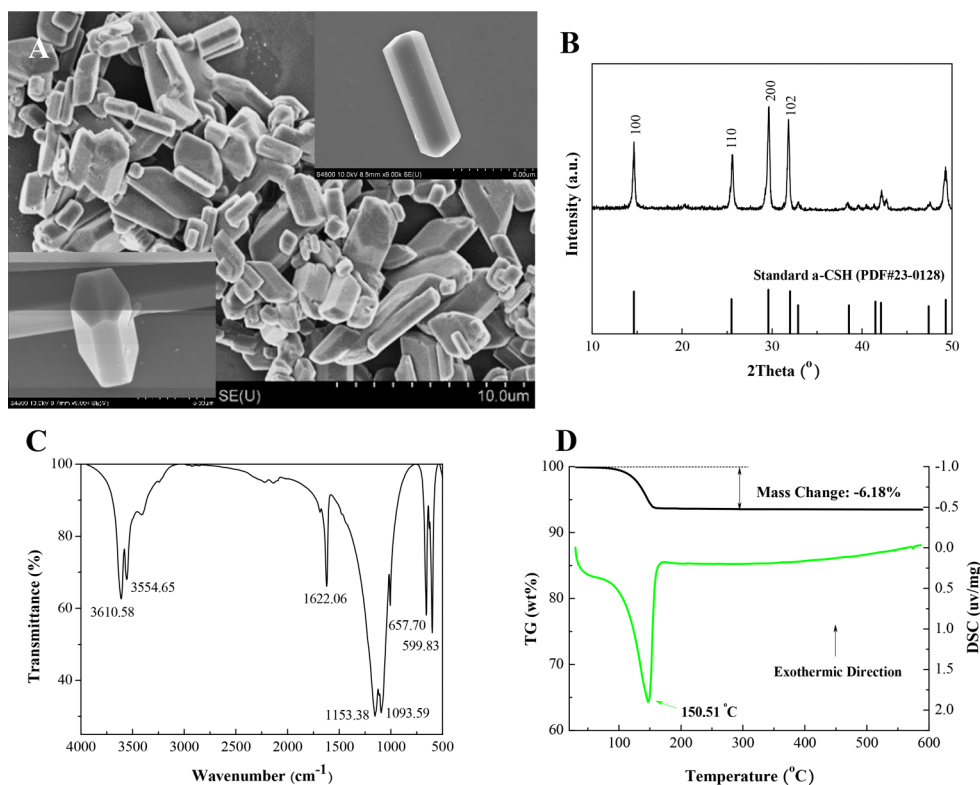 A
S4800 10.0kV 8.5mm x9.00k SE(U)
5.00um
SE(U)
10.0um
B
Intensity (a.u.)
100
110
200
102
Standard a-CSH (PDF#23-0128)
10 20 30 40 50
2Theta (°)
C
Transmittance (%)
100
80
60
40
3610.58
3554.65
1622.06
1153.38
1093.59
657.70
599.83
4000 3500 3000 2500 2000 1500 1000 500
Wavenumber (cm-1)
D
TG (wt%)
100
90
80
70
60
Mass Change: -6.18%
Exothermic Direction
150.51 °C
-1.0
-0.5
0.0
0.5
1.0
1.5
2.0
DSC (uv/mg)
100 200 300 400 500 600
Temperature (°C)